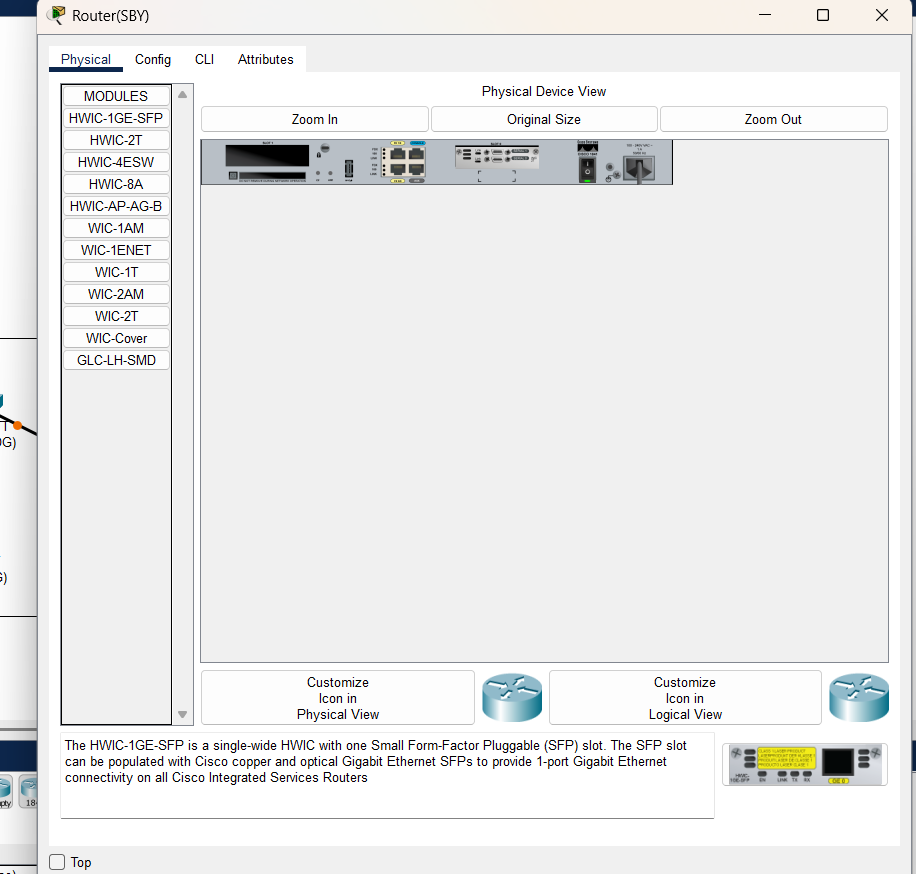 Router(SBY)
Physical Config CLI Attributes
MODULES
HWIC-1GE-SFP
HWIC-2T
HWIC-4ESW
HWIC-8A
HWIC-AP-AG-B
WIC-1AM
WIC-1ENET
WIC-1T
WIC-2AM
WIC-2T
WIC-Cover
GLC-LH-SMD
Physical Device View
Zoom In Original Size Zoom Out
Customize
Icon in
Physical View
Customize
Icon in
Logical View
The HWIC-1GE-SFP is a single-wide HWIC with one Small Form-Factor Pluggable (SFP) slot. The SFP slot
can be populated with Cisco copper and optical Gigabit Ethernet SFPs to provide 1-port Gigabit Ethernet
connectivity on all Cisco Integrated Services Routers
HWIC-
1GE-SFP
Top